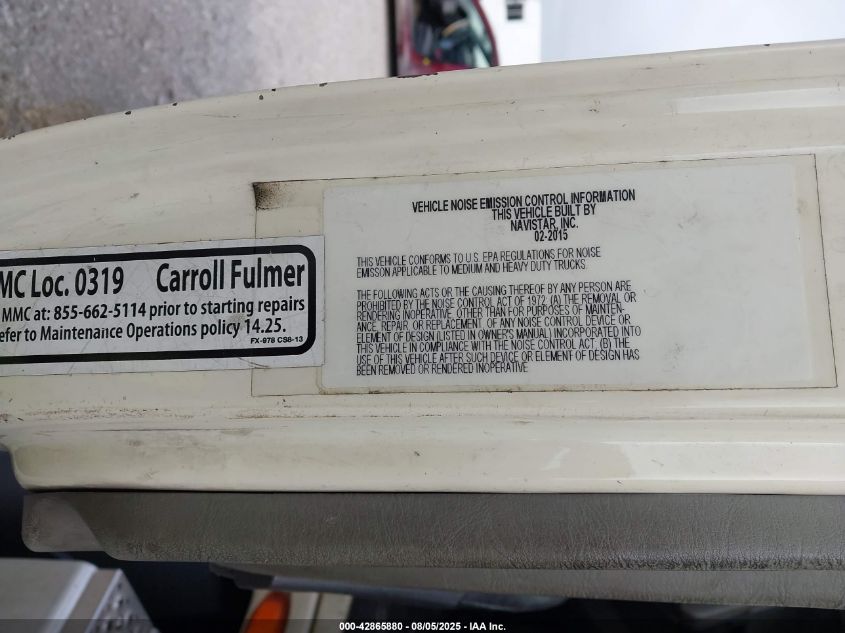 MC Loc. 0319 Carroll Fulmer
MMC at: 855-662-5114 prior to starting repairs
efer to Maintenance Operations policy 14.25.
FX-978 CS8-13
VEHICLE NOISE EMISSION CONTROL INFORMATION
THIS VEHICLE BUILT BY
NAVISTAR, INC.
02-2015
THIS VEHICLE CONFORMS TO U.S. EPA REGULATIONS FOR NOISE
EMISSON APPLICABLE TO MEDIUM AND HEAVY DUTY TRUCKS.
THE FOLLOWING ACTS OR THE CAUSING THEREOF BY ANY PERSON ARE
PROHIBITED BY THE NOISE CONTROL ACT OF 1972. (A) THE REMOVAL OR
RENDERING INOPERATIVE, OTHER THAN FOR PURPOSES OF MAINTEN-
ANCE, REPAIR, OR REPLACEMENT, OF ANY NOISE CONTROL DEVICE OR
ELEMENT OF DESIGN (LISTED IN OWNER'S MANUAL) INCORPORATED INTO
THIS VEHICLE IN COMPLIANCE WITH THE NOISE CONTROL ACT. (B) THE
USE OF THIS VEHICLE AFTER SUCH DEVICE OR ELEMENT OF DESIGN HAS
BEEN REMOVED OR RENDERED INOPERATIVE.
000-42865880 - 08/05/2025 - IAA Inc.